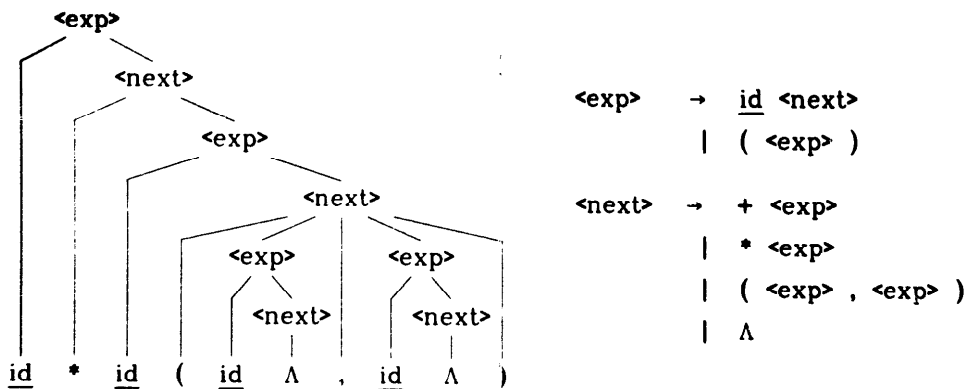 <exp>
<next>
<exp> → id <next>
| ( <exp> )
<exp>
<next>
<next> → + <exp>
| * <exp>
| ( <exp> , <exp> )
| Λ
<exp> <exp>
<next> <next>
id * id ( id Λ , id Λ )